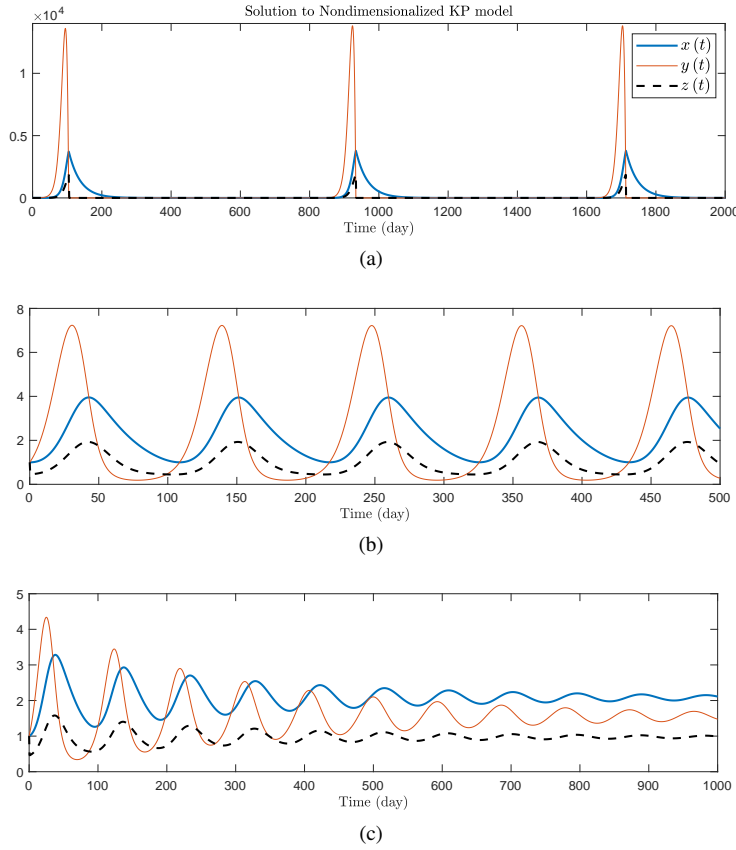 Solution to Nondimensionalized KP model
×10⁴
1
0.5
0
x (t)
y (t)
z (t)
0 200 400 600 800 1000 1200 1400 1600 1800 2000
Time (day)
(a)
8
6
4
2
0
0 50 100 150 200 250 300 350 400 450 500
Time (day)
(b)
5
4
3
2
1
0
0 100 200 300 400 500 600 700 800 900 1000
Time (day)
(c)